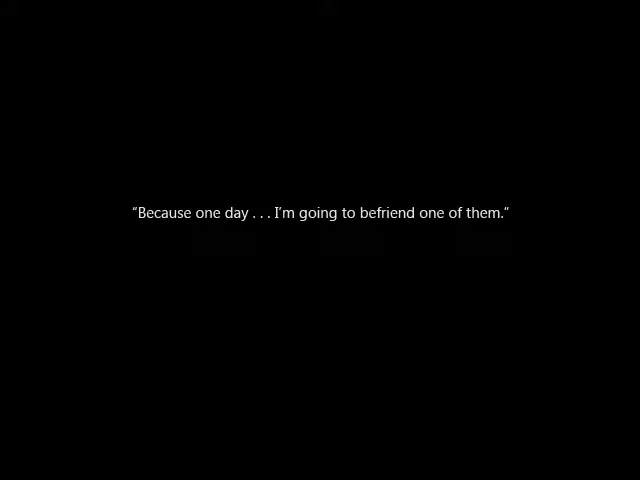 “Because one day . . . I’m going to befriend one of them.”